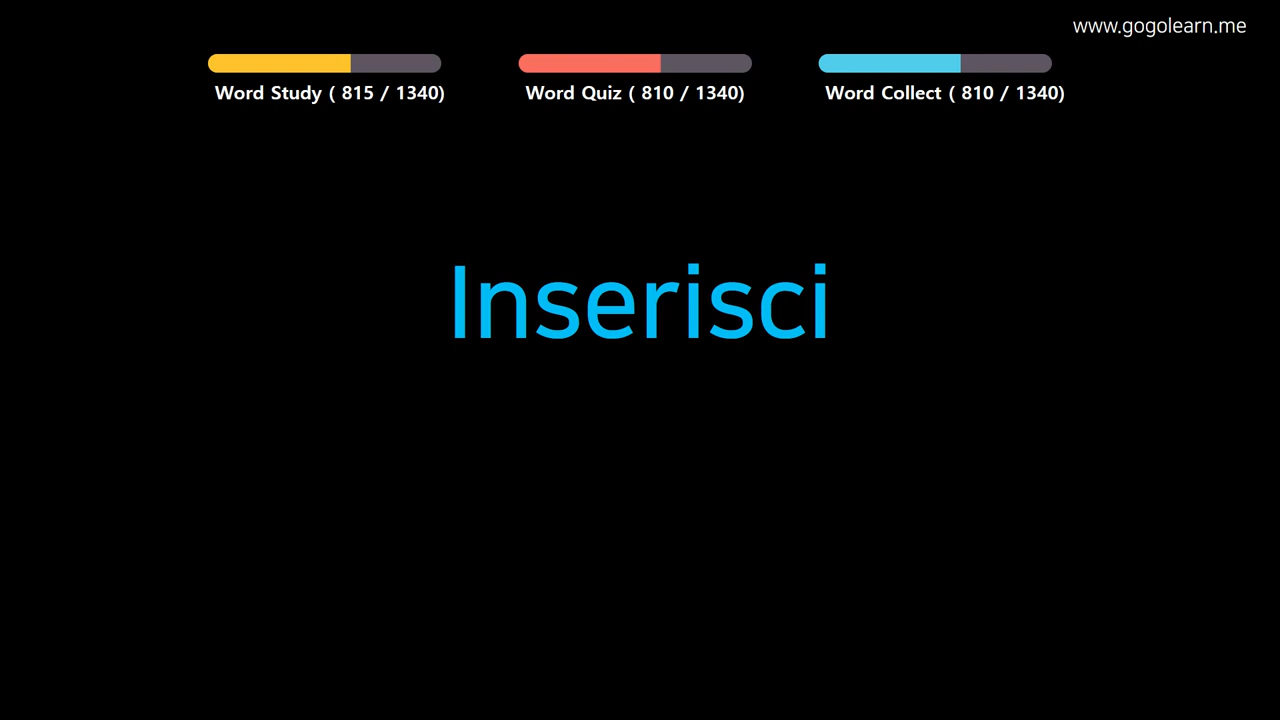 www.gogolearn.me
Word Study ( 815 / 1340)
Word Quiz ( 810 / 1340)
Word Collect ( 810 / 1340)
Inserisci